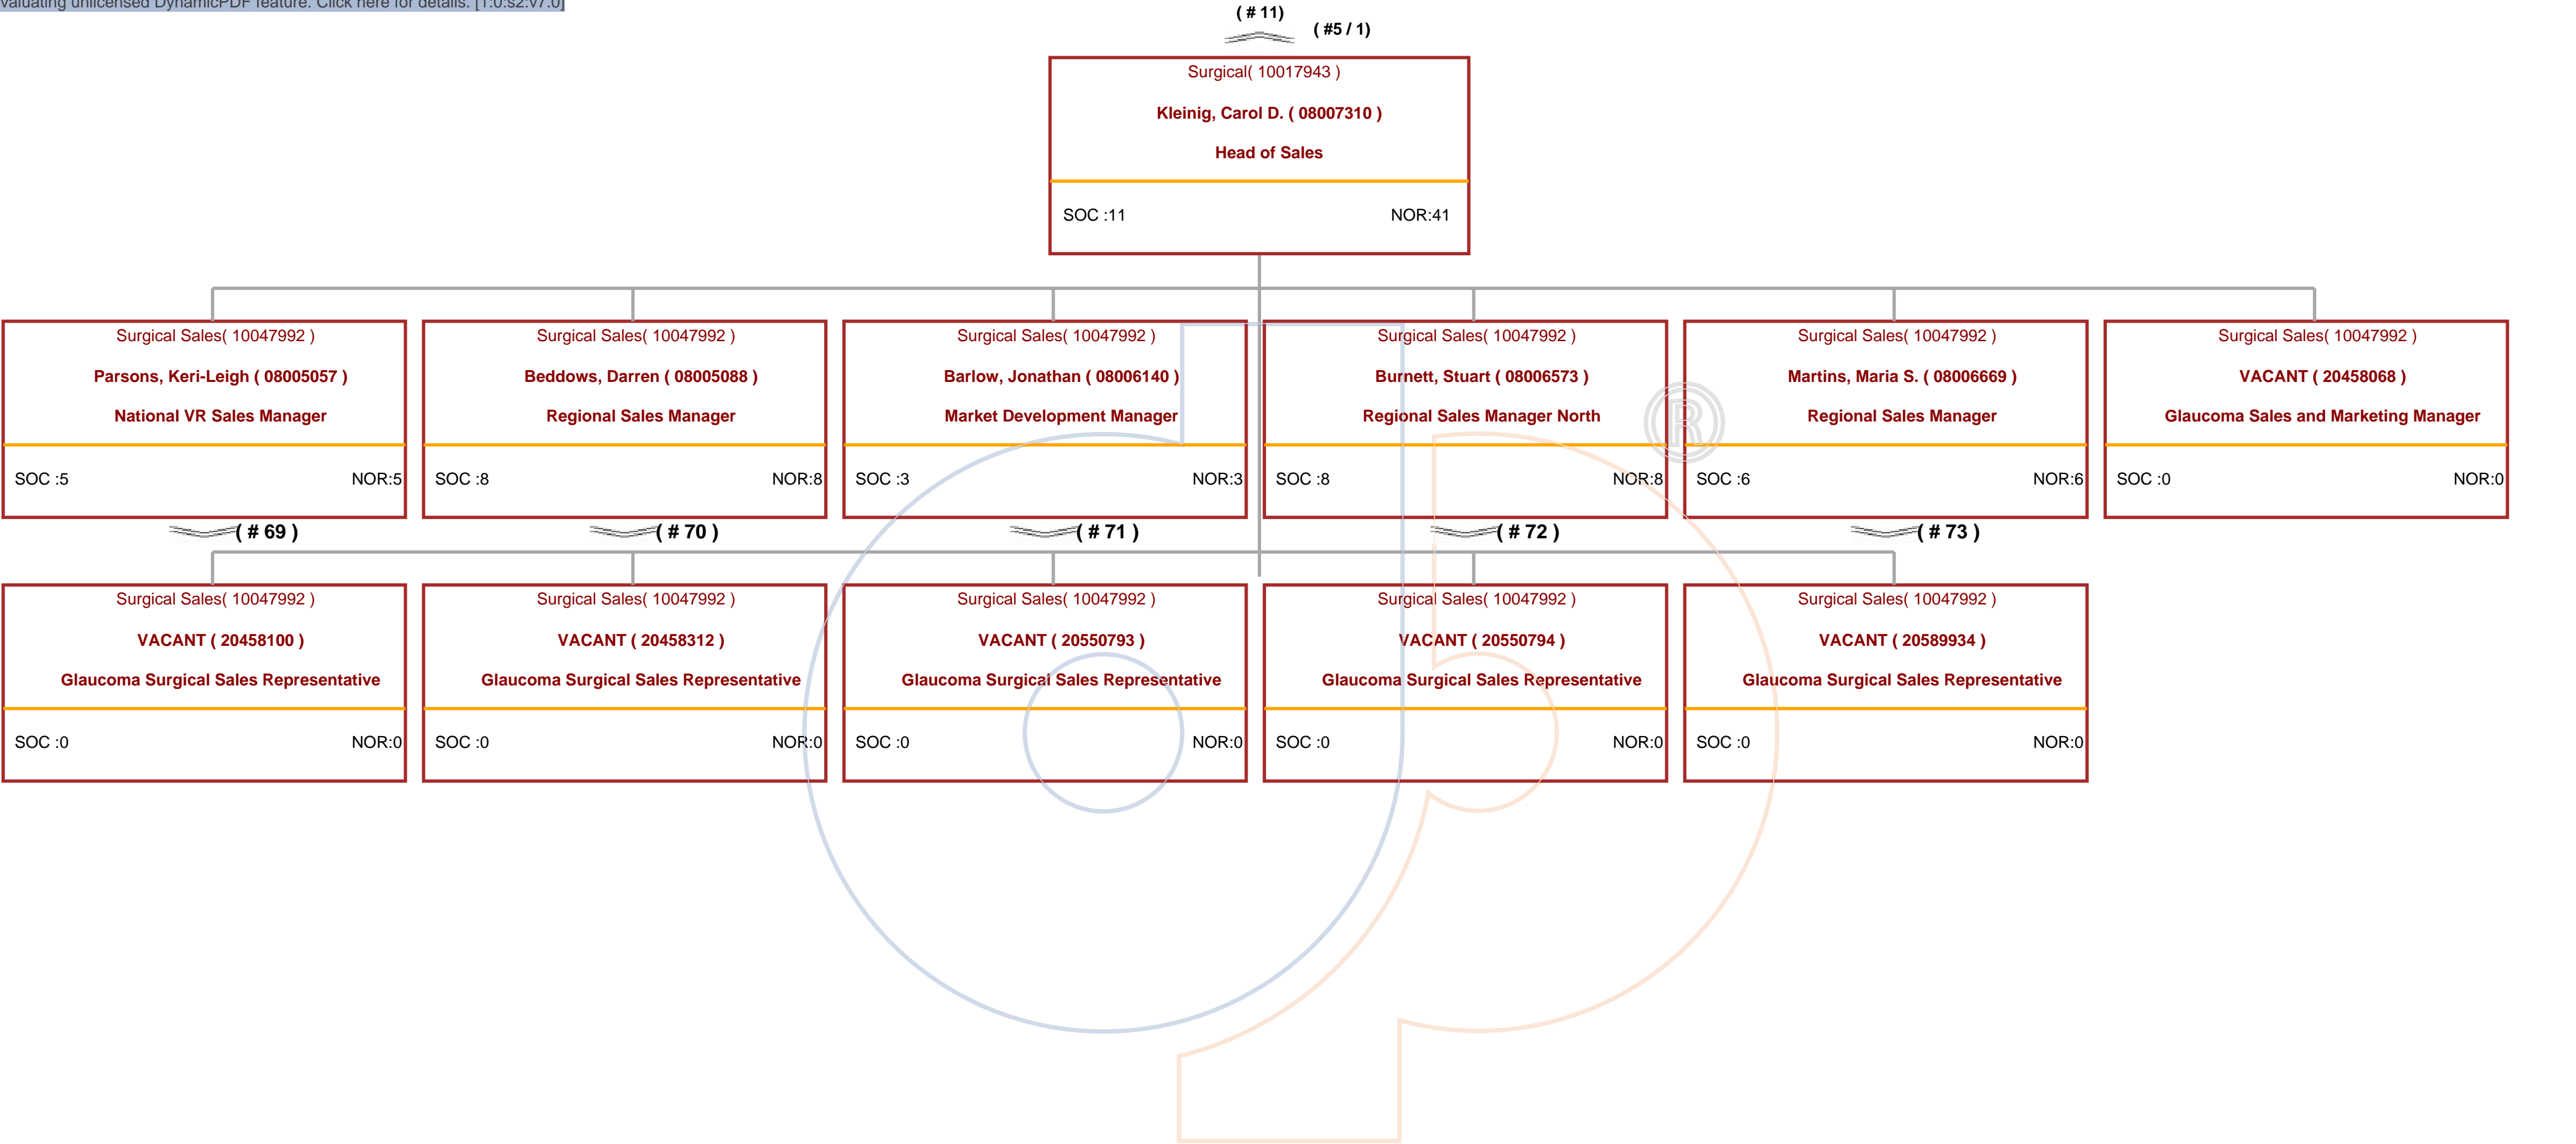 valuating unlicensed DynamicPDF feature. Click here for details. [1:0:s2:v7.0]
( # 11)
( #5 / 1)
Surgical( 10017943 )
Kleinig, Carol D. ( 08007310 )
Head of Sales
SOC :11 NOR:41
Surgical Sales( 10047992 )
Parsons, Keri-Leigh ( 08005057 )
National VR Sales Manager
SOC :5 NOR:5
( # 69 )
Surgical Sales( 10047992 )
Beddows, Darren ( 08005088 )
Regional Sales Manager
SOC :8 NOR:8
( # 70 )
Surgical Sales( 10047992 )
Barlow, Jonathan ( 08006140 )
Market Development Manager
SOC :3 NOR:3
( # 71 )
Surgical Sales( 10047992 )
Burnett, Stuart ( 08006573 )
Regional Sales Manager North
SOC :8 NOR:8
( # 72 )
Surgical Sales( 10047992 )
Martins, Maria S. ( 08006669 )
Regional Sales Manager
SOC :6 NOR:6
( # 73 )
Surgical Sales( 10047992 )
VACANT ( 20458068 )
Glaucoma Sales and Marketing Manager
SOC :0 NOR:0
®
Surgical Sales( 10047992 )
VACANT ( 20458100 )
Glaucoma Surgical Sales Representative
SOC :0 NOR:0
Surgical Sales( 10047992 )
VACANT ( 20458312 )
Glaucoma Surgical Sales Representative
SOC :0 NOR:0
Surgical Sales( 10047992 )
VACANT ( 20550793 )
Glaucoma Surgical Sales Representative
SOC :0 NOR:0
Surgical Sales( 10047992 )
VACANT ( 20550794 )
Glaucoma Surgical Sales Representative
SOC :0 NOR:0
Surgical Sales( 10047992 )
VACANT ( 20589934 )
Glaucoma Surgical Sales Representative
SOC :0 NOR:0